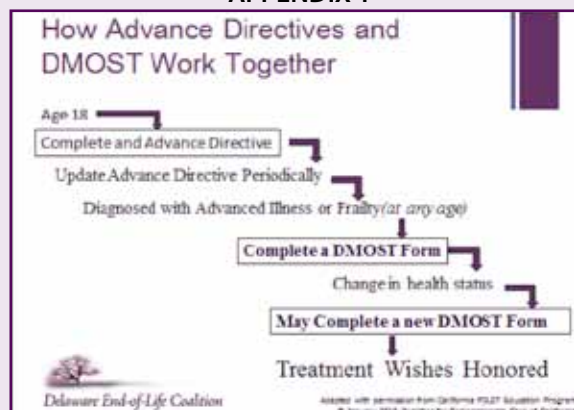 How Advance Directives and
DMOST Work Together
Age 18
Complete and Advance Directive
Update Advance Directive Periodically
Diagnosed with Advanced Illness or Frailty(at any age)
Complete a DMOST Form
Change in health status
May Complete a new DMOST Form
Treatment Wishes Honored
Delaware End-of-Life Coalition
Adapted with permission from California POLST Education Program